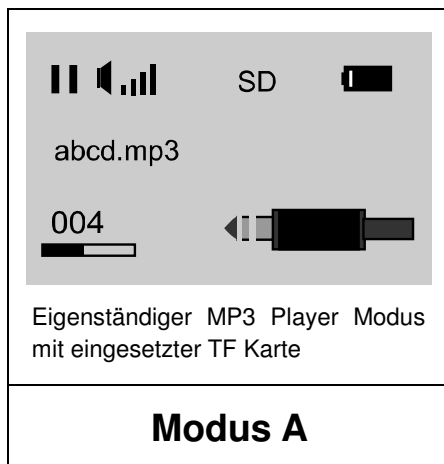 SD
abcd.mp3
004
Eigenständiger MP3 Player Modus
mit eingesetzter TF Karte
Modus A